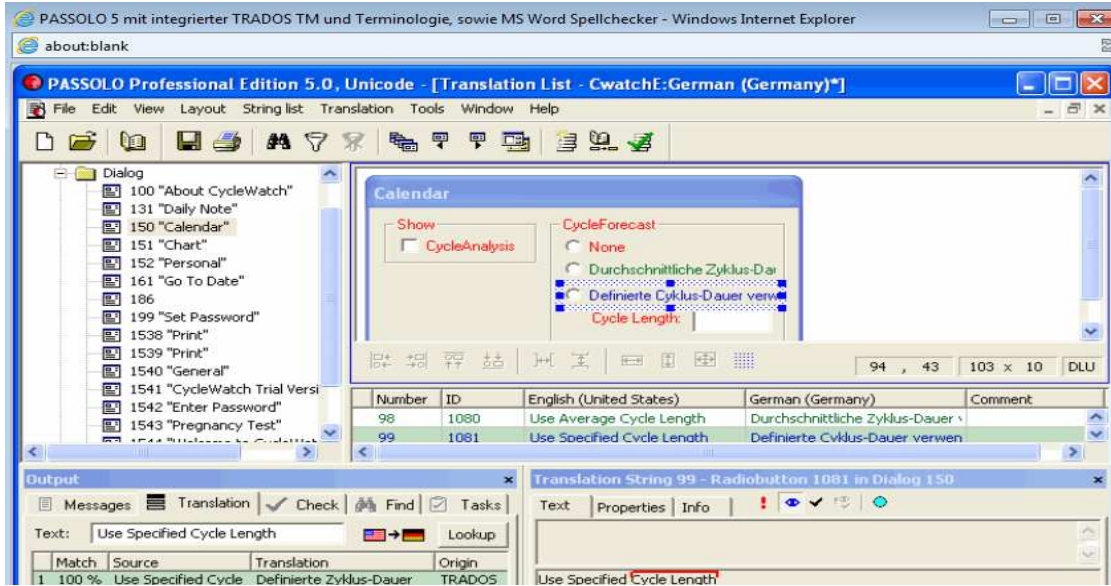 PASSOLO 5 mit integrierter TRADOS TM und Terminologie, sowie MS Word Spellchecker - Windows Internet Explorer
about:blank
PASSOLO Professional Edition 5.0, Unicode - [Translation List - CwatchE:German (Germany)*]
File Edit View Layout String list Translation Tools Window Help
Dialog
100 "About CycleWatch"
131 "Daily Note"
150 "Calendar"
151 "Chart"
152 "Personal"
161 "Go To Date"
186
199 "Set Password"
1538 "Print"
1539 "Print"
1540 "General"
1541 "CycleWatch Trial Versi
1542 "Enter Password"
1543 "Pregnancy Test"
Calendar
Show
CycleAnalysis
CycleForecast
None
Durchschnittliche Zyklus-Da
Definierte Cyklus-Dauer verw
Cycle Length:
94 , 43 103 x 10 DLU
Number ID English (United States) German (Germany) Comment
98 1080 Use Average Cycle Length Durchschnittliche Zyklus-Dauer
99 1081 Use Specified Cycle Length Definierte Cyklus-Dauer verwen
Output
Messages Translation Check Find Tasks
Text: Use Specified Cycle Length Lookup
Match Source Translation Origin
1 100 % Use Specified Cycle Definierte Zyklus-Dauer TRADOS
Translation String 99 - Radiobutton 1081 in Dialog 150
Text Properties Info
Use Specified Cycle Length